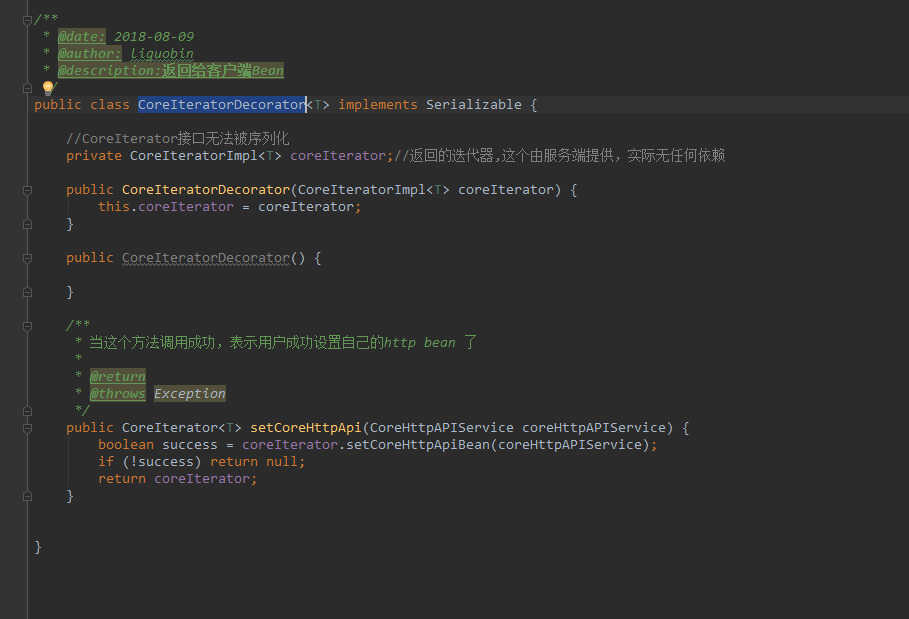 /**
 * @date: 2018-08-09
 * @author: liguobin
 * @description:返回给客户端Bean
 */
public class CoreIteratorDecorator<T> implements Serializable {
//CoreIterator接口无法被序列化
private CoreIteratorImpl<T> coreIterator;//返回的迭代器,这个由服务端提供，实际无任何依赖
public CoreIteratorDecorator(CoreIteratorImpl<T> coreIterator) {
this.coreIterator = coreIterator;
}
public CoreIteratorDecorator() {
}
/**
 * 当这个方法调用成功，表示用户成功设置自己的http bean 了
 *
 * @return
 * @throws Exception
 */
public CoreIterator<T> setCoreHttpApi(CoreHttpAPIService coreHttpAPIService) {
boolean success = coreIterator.setCoreHttpApiBean(coreHttpAPIService);
if (!success) return null;
return coreIterator;
}
}